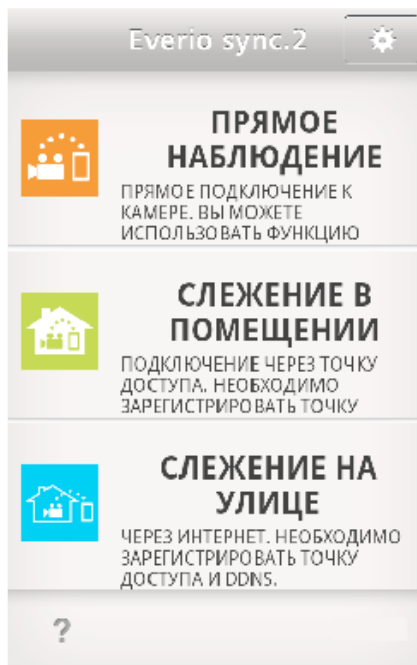 Everio sync.2
ПРЯМОЕ
НАБЛЮДЕНИЕ
ПРЯМОЕ ПОДКЛЮЧЕНИЕ К
КАМЕРЕ. ВЫ МОЖЕТЕ
ИСПОЛЬЗОВАТЬ ФУНКЦИЮ
СЛЕЖЕНИЕ В
ПОМЕЩЕНИИ
ПОДКЛЮЧЕНИЕ ЧЕРЕЗ ТОЧКУ
ДОСТУПА. НЕОБХОДИМО
ЗАРЕГИСТРИРОВАТЬ ТОЧКУ
СЛЕЖЕНИЕ НА
УЛИЦЕ
ЧЕРЕЗ ИНТЕРНЕТ. НЕОБХОДИМО
ЗАРЕГИСТРИРОВАТЬ ТОЧКУ
ДОСТУПА И DDNS.
?